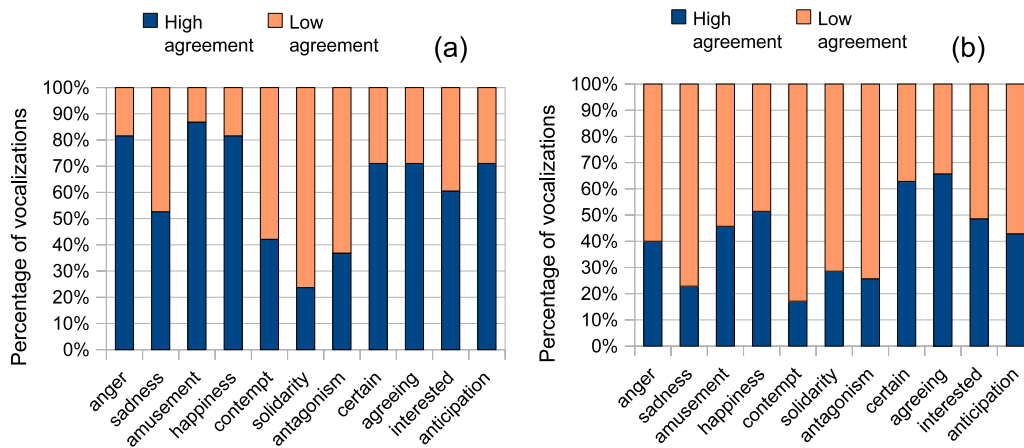 High agreement
Low agreement
(a)
Percentage of vocalizations
100%
90%
80%
70%
60%
50%
40%
30%
20%
10%
0%
anger
sadness
amusement
happiness
contempt
solidarity
antagonism
certain
agreeing
interested
anticipation
High agreement
Low agreement
(b)
Percentage of vocalizations
100%
90%
80%
70%
60%
50%
40%
30%
20%
10%
0%
anger
sadness
amusement
happiness
contempt
solidarity
antagonism
certain
agreeing
interested
anticipation